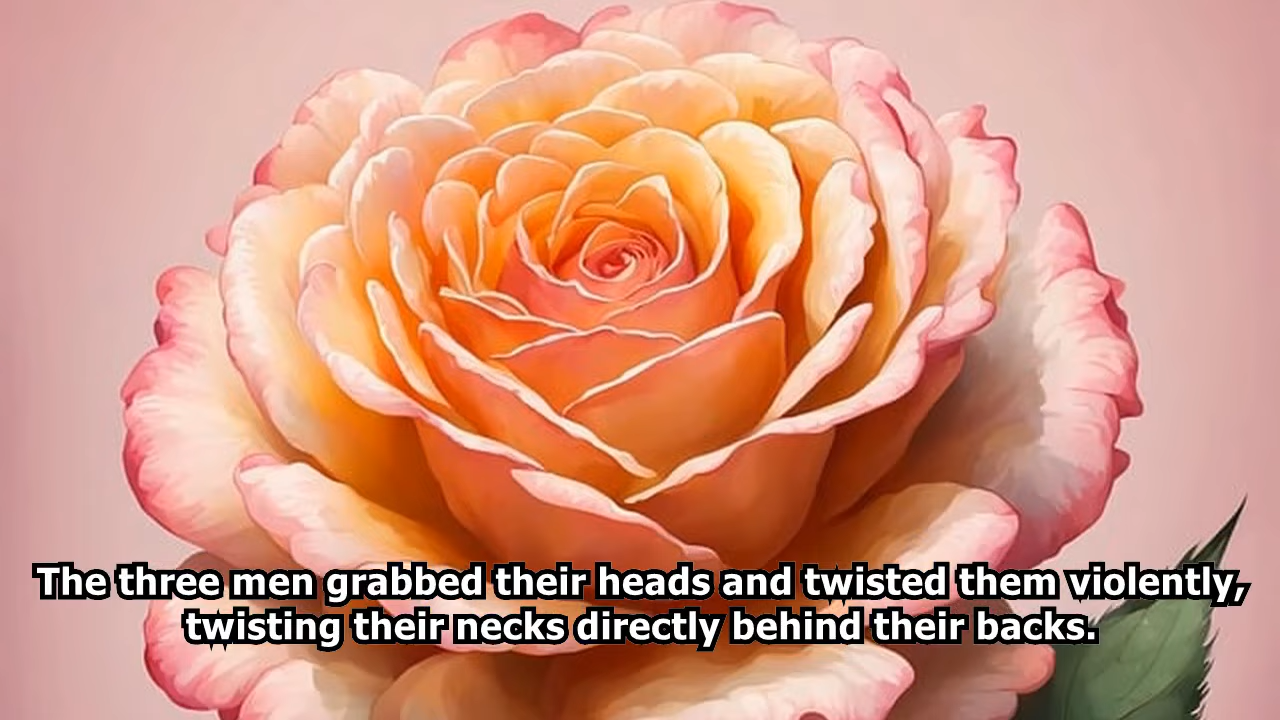 The three men grabbed their heads and twisted them violently,
twisting their necks directly behind their backs.